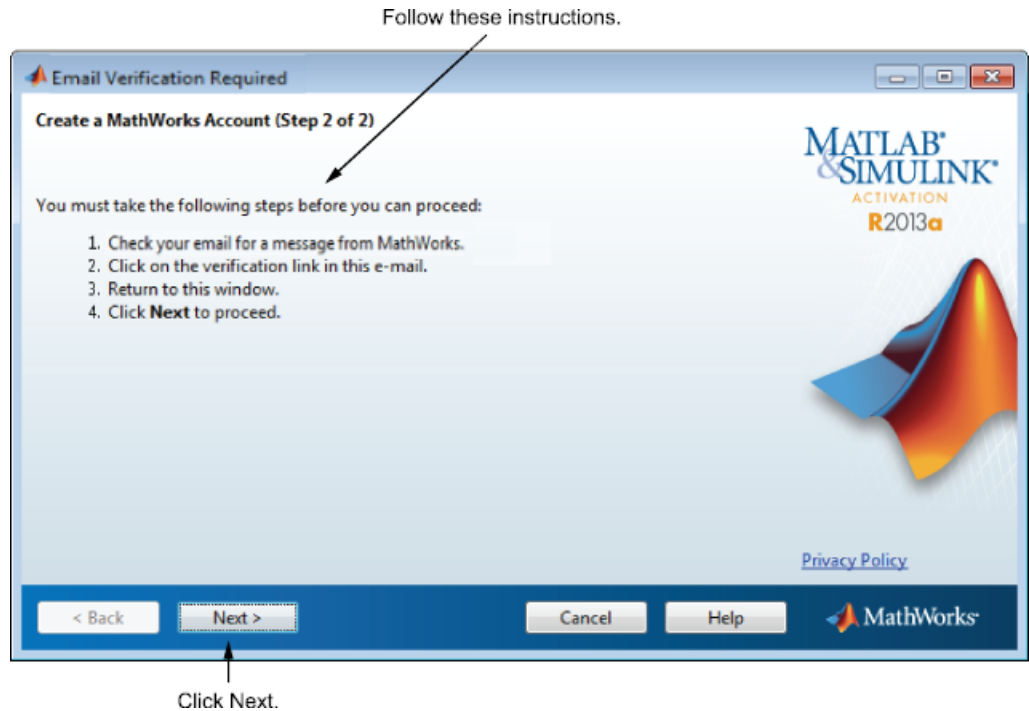 Follow these instructions.
Email Verification Required
Create a MathWorks Account (Step 2 of 2)
MATLAB®
&SIMULINK®
ACTIVATION
R2013a
You must take the following steps before you can proceed:
1. Check your email for a message from MathWorks.
2. Click on the verification link in this e-mail.
3. Return to this window.
4. Click Next to proceed.
Privacy Policy
< Back Next > Cancel Help MathWorks®
Click Next.